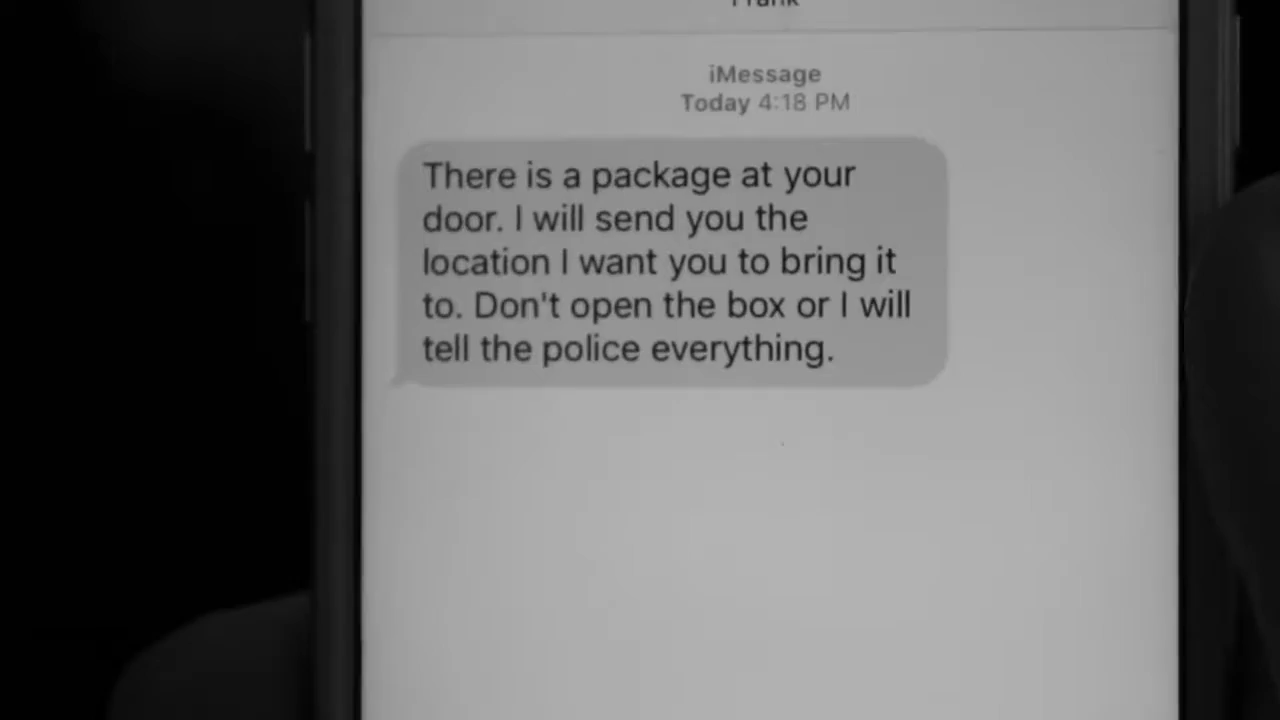 Frank
iMessage
Today 4:18 PM
There is a package at your
door. I will send you the
location I want you to bring it
to. Don't open the box or I will
tell the police everything.